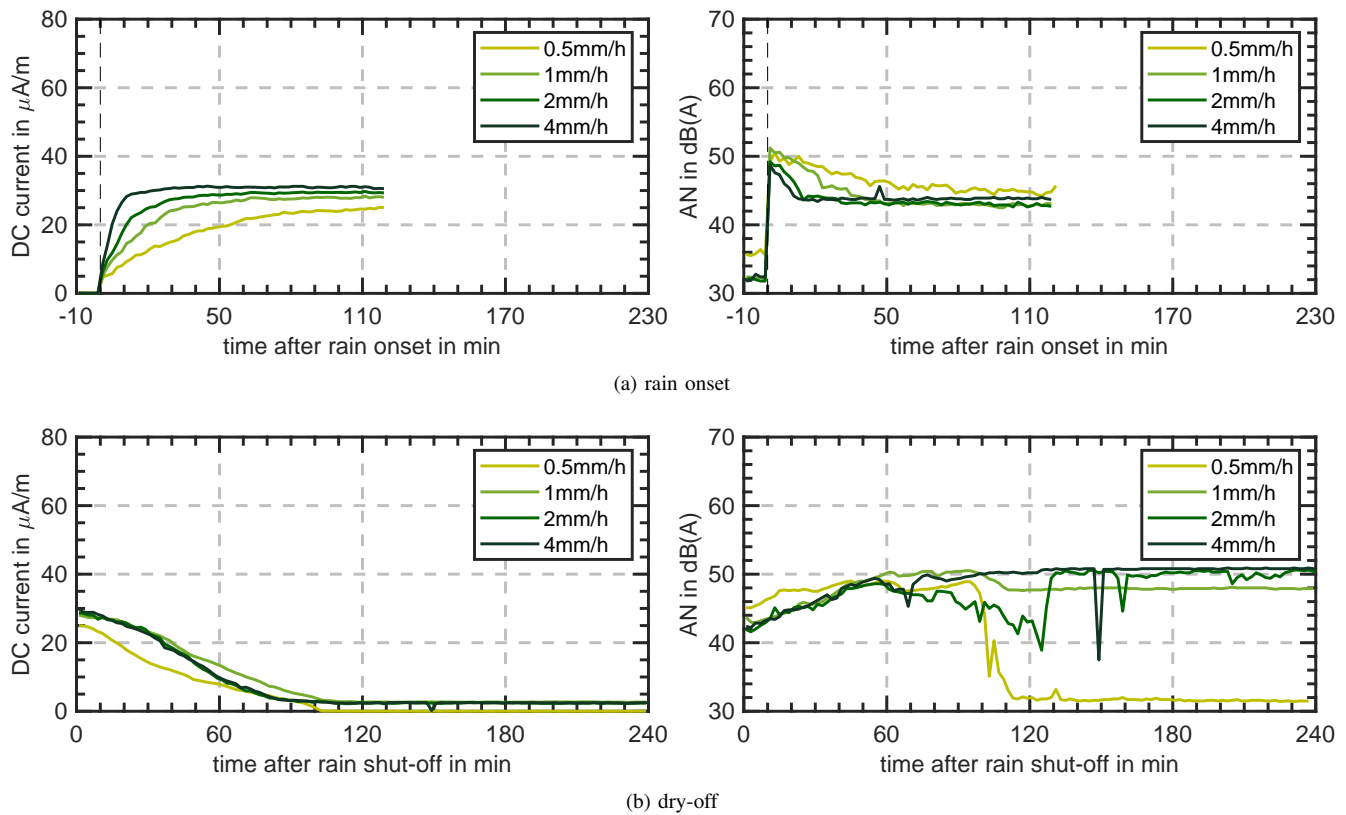 80
60
40
20
0
-10
50
110
170
230
DC current in μA/m
time after rain onset in min
0.5mm/h
1mm/h
2mm/h
4mm/h
70
60
50
40
30
-10
50
110
170
230
AN in dB(A)
time after rain onset in min
0.5mm/h
1mm/h
2mm/h
4mm/h
(a) rain onset
80
60
40
20
0
0
60
120
180
240
DC current in μA/m
time after rain shut-off in min
0.5mm/h
1mm/h
2mm/h
4mm/h
70
60
50
40
30
0
60
120
180
240
AN in dB(A)
time after rain shut-off in min
0.5mm/h
1mm/h
2mm/h
4mm/h
(b) dry-off